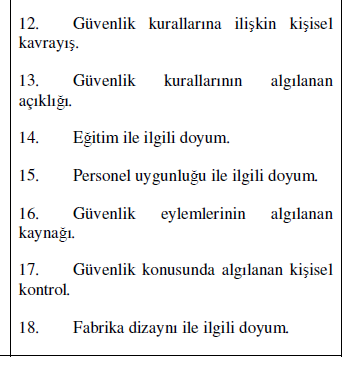 12. Güvenlik kurallarına ilişkin kişisel
kavrayış.
13. Güvenlik kurallarının algılanan
açıklığı.
14. Eğitim ile ilgili doyum.
15. Personel uygunluğu ile ilgili doyum.
16. Güvenlik eylemlerinin algılanan
kaynağı.
17. Güvenlik konusunda algılanan kişisel
kontrol.
18. Fabrika dizaynı ile ilgili doyum.